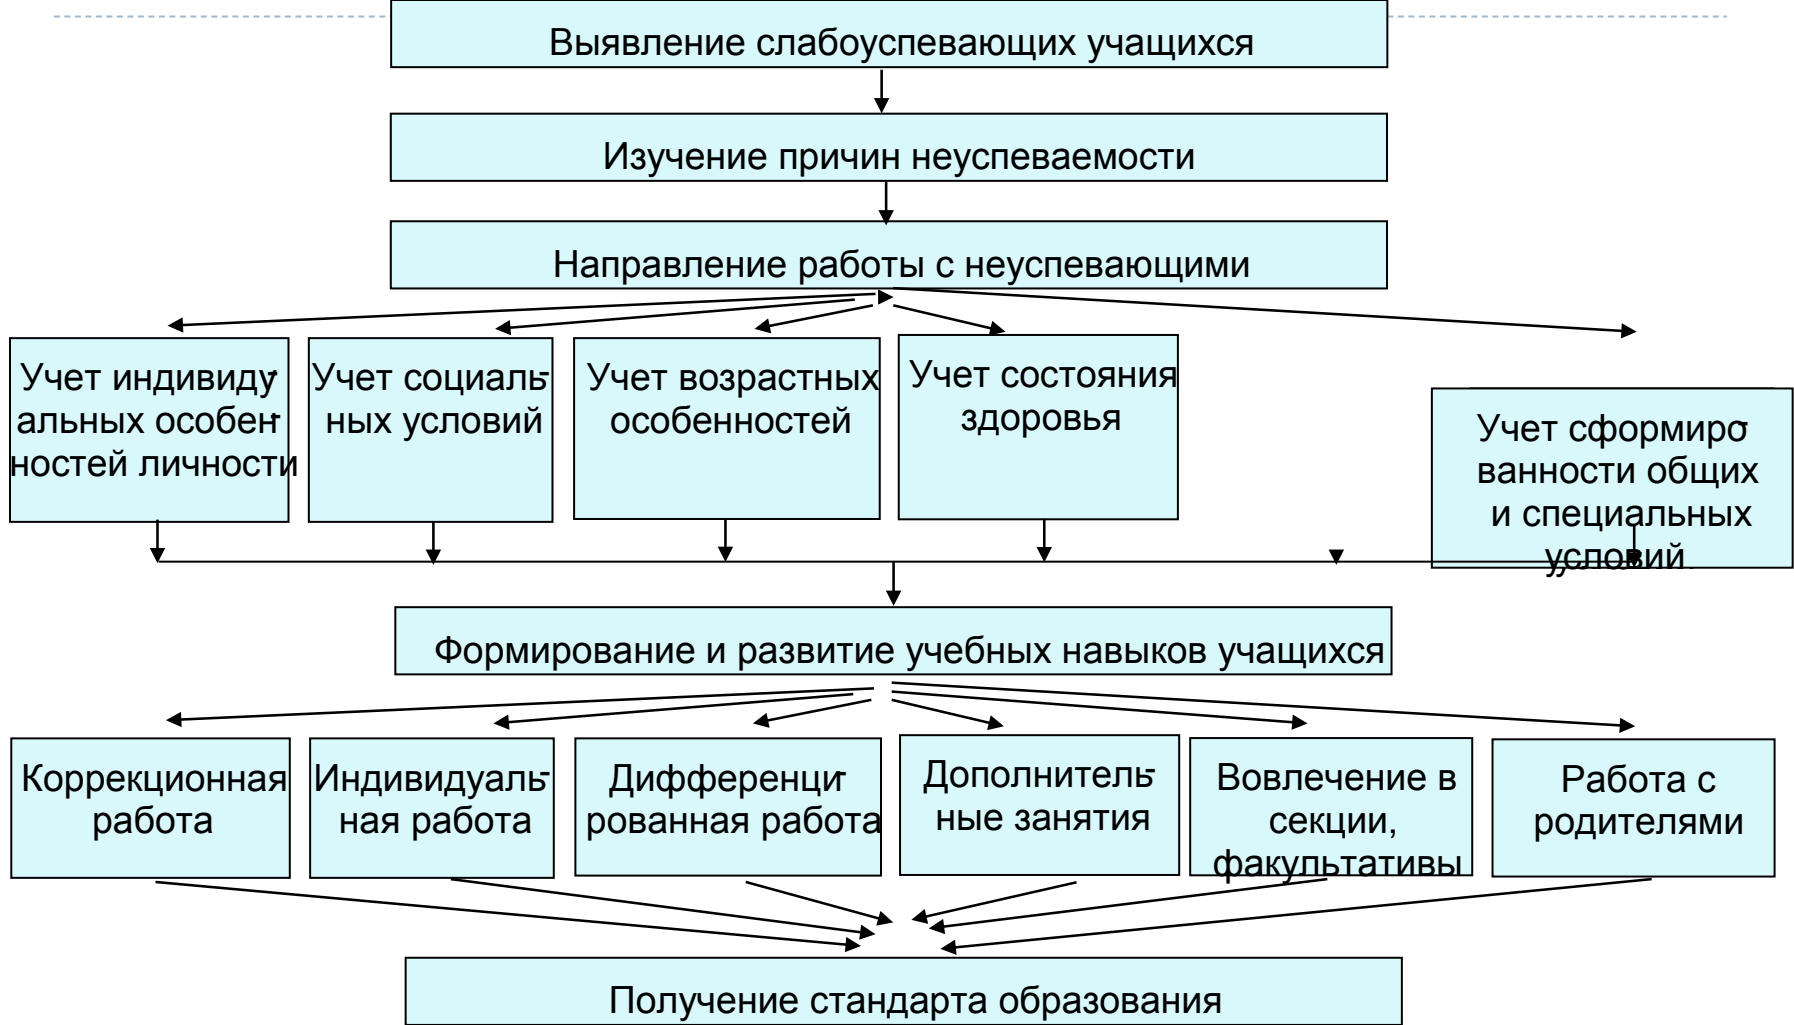 Выявление слабоуспевающих учащихся
Изучение причин неуспеваемости
Направление работы с неуспевающими
Учет индивиду-
альных особен-
ностей личности
Учет социаль-
ных условий
Учет возрастных
особенностей
Учет состояния
здоровья
Учет сформиро-
ванности общих
и специальных
условий.
Формирование и развитие учебных навыков учащихся
Коррекционная
работа
Индивидуаль-
ная работа
Дифференци-
рованная работа
Дополнитель-
ные занятия
Вовлечение в
секции,
факультативы
Работа с
родителями
Получение стандарта образования